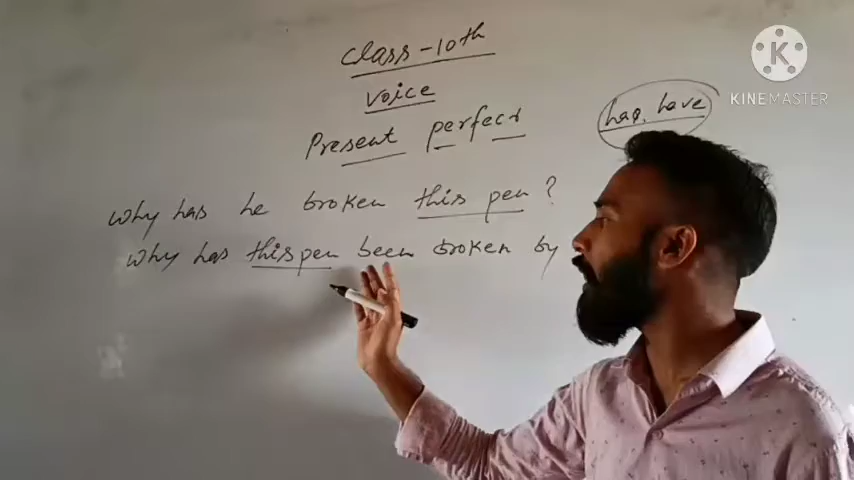 Class-10th
Voice
Present perfect
has, have
why has he broken this pen ?
why has this pen been broken by
KINEMASTER